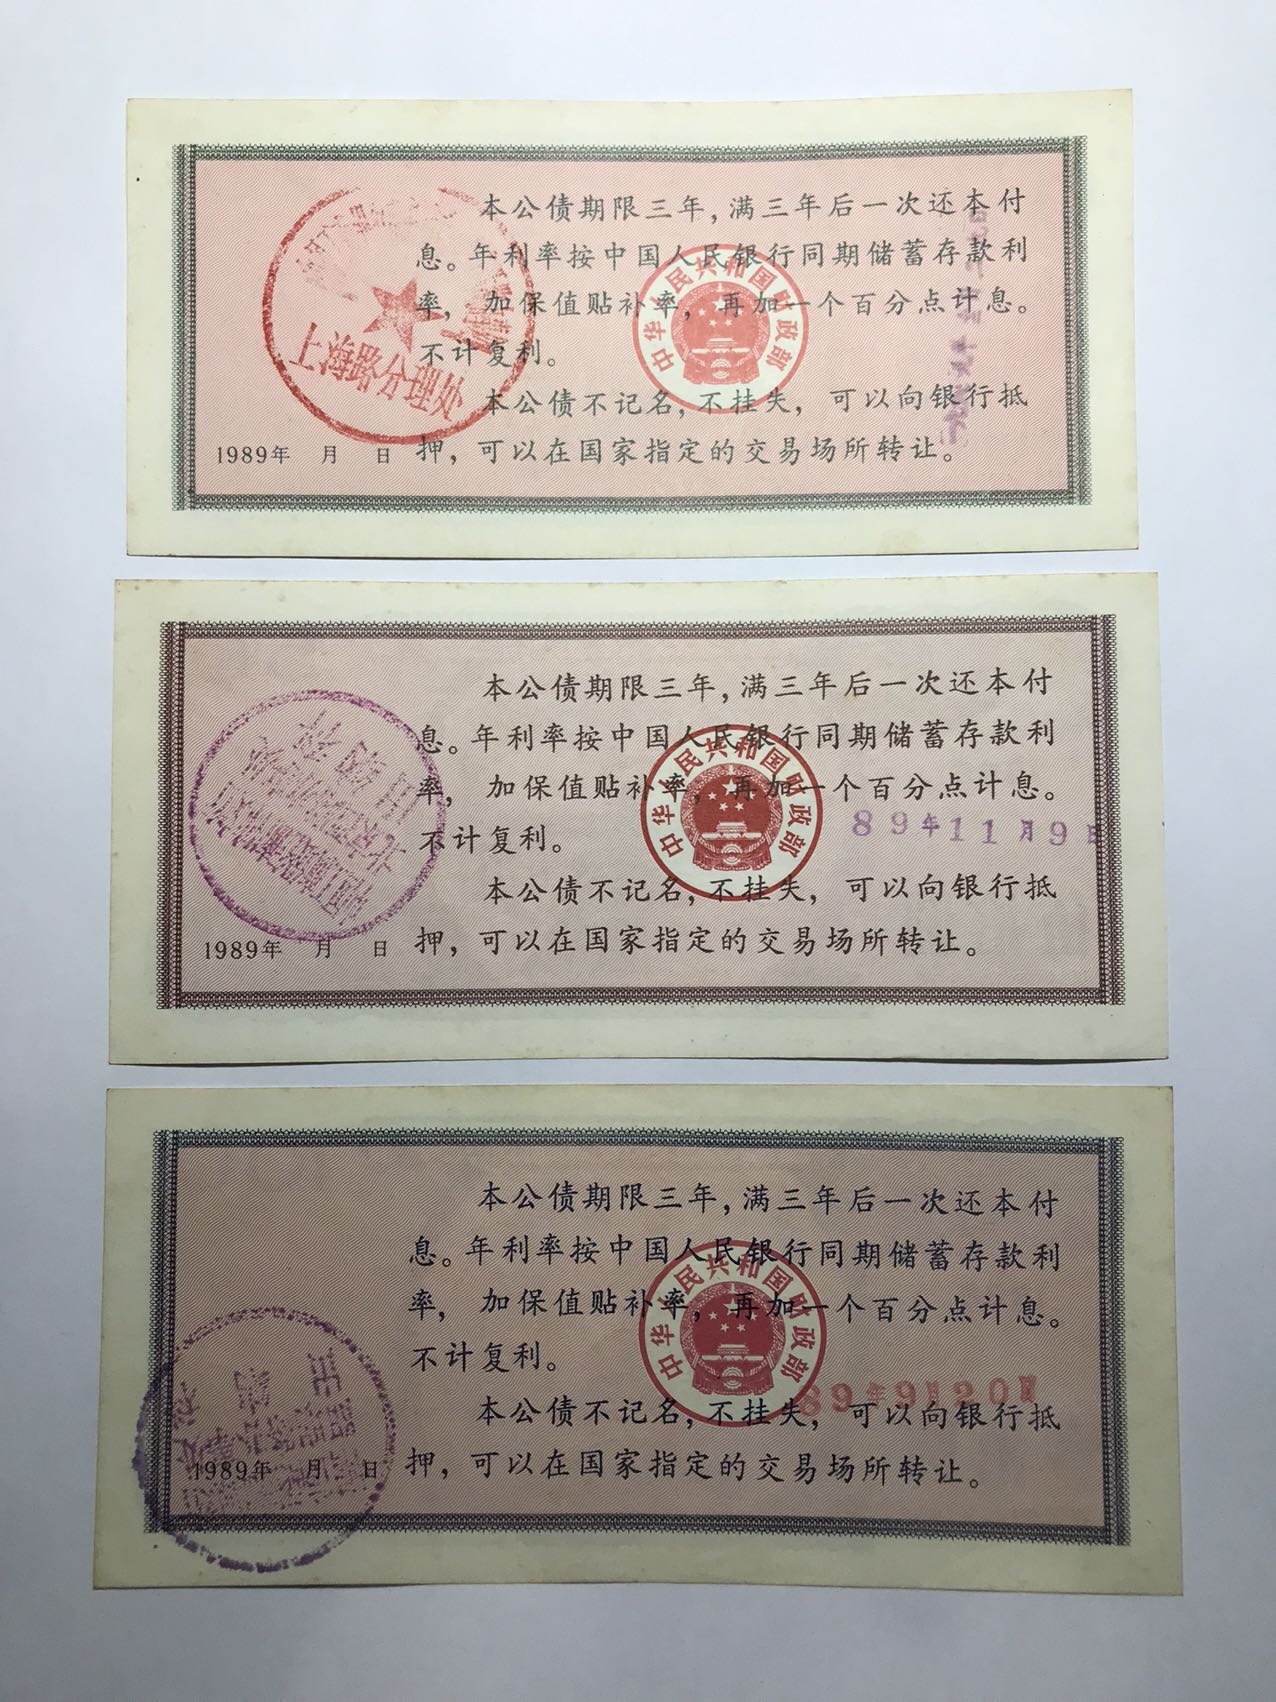 本公债期限三年，满三年后一次还本付
息。年利率按中国人民银行同期储蓄存款利
率，加保值贴补率，再加一个百分点计息。
不计复利。
本公债不记名，不挂失，可以向银行抵
押，可以在国家指定的交易场所转让。
1989年 月 日
中华人民共和国财政部
上海路分理处
本公债期限三年，满三年后一次还本付
息。年利率按中国人民银行同期储蓄存款利
率，加保值贴补率，再加一个百分点计息。
不计复利。
本公债不记名，不挂失，可以向银行抵
押，可以在国家指定的交易场所转让。
1989年 月 日
中华人民共和国财政部
89年11月9日
本公债期限三年，满三年后一次还本付
息。年利率按中国人民银行同期储蓄存款利
率，加保值贴补率，再加一个百分点计息。
不计复利。
本公债不记名，不挂失，可以向银行抵
押，可以在国家指定的交易场所转让。
1989年 月 日
中华人民共和国财政部
89年9月20日